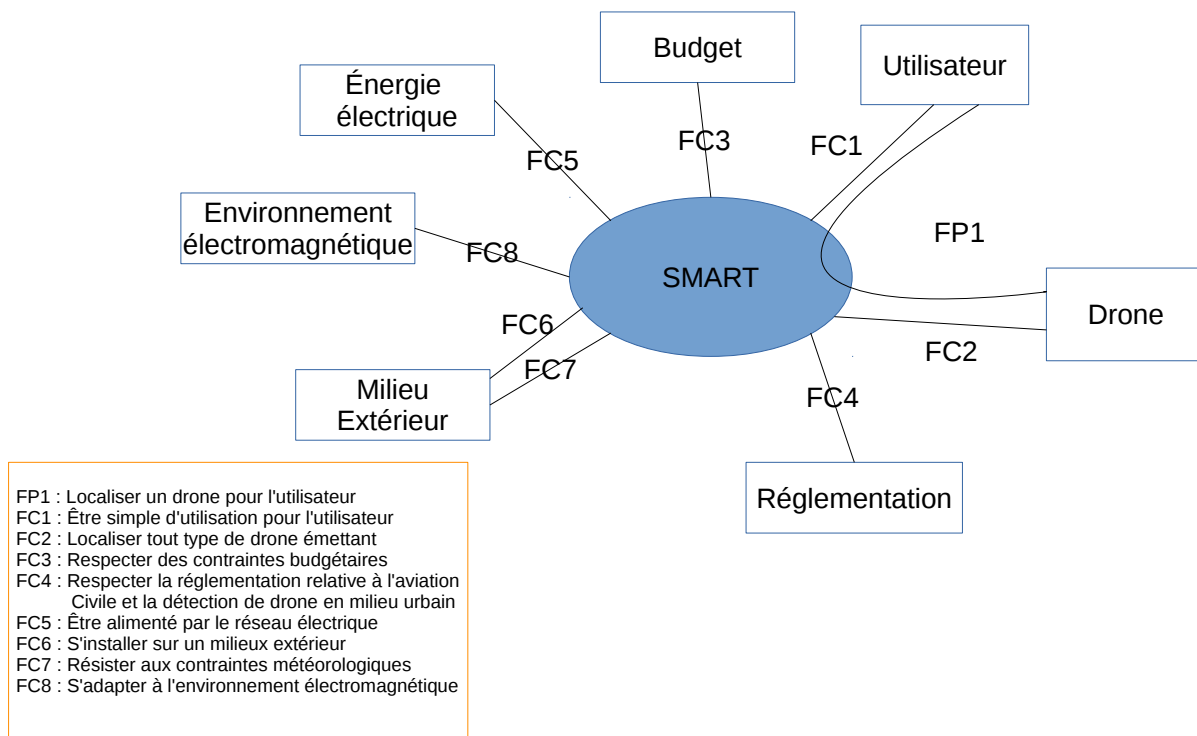 Budget
Utilisateur
Énergie
électrique
FC3
FC1
FC5
Environnement
électromagnétique
FP1
FC8
SMART
Drone
FC6
FC2
FC7
Milieu
Extérieur
FC4
Réglementation
FP1 : Localiser un drone pour l'utilisateur
FC1 : Être simple d'utilisation pour l'utilisateur
FC2 : Localiser tout type de drone émettant
FC3 : Respecter des contraintes budgétaires
FC4 : Respecter la réglementation relative à l'aviation
Civile et la détection de drone en milieu urbain
FC5 : Être alimenté par le réseau électrique
FC6 : S'installer sur un milieux extérieur
FC7 : Résister aux contraintes météorologiques
FC8 : S'adapter à l'environnement électromagnétique